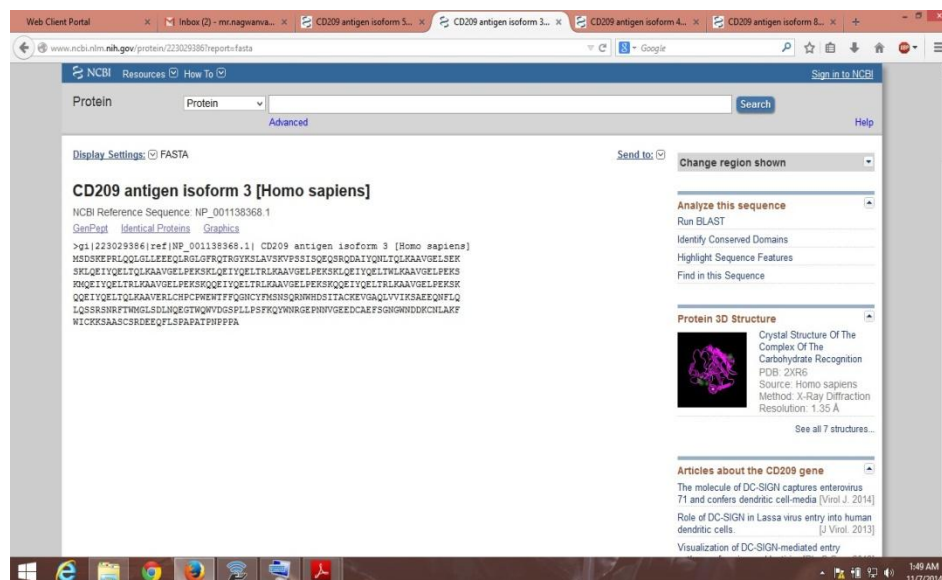 Web Client Portal
Inbox (2) - mr.nagwanva...
CD209 antigen isoform 5...
CD209 antigen isoform 3...
CD209 antigen isoform 4...
CD209 antigen isoform 8...
www.ncbi.nlm.nih.gov/protein/223029386?report=fasta
Google
NCBI Resources How To
Sign in to NCBI
Protein
Protein
Search
Advanced
Help
Display Settings: FASTA
Send to:
CD209 antigen isoform 3 [Homo sapiens]
NCBI Reference Sequence: NP_001138368.1
GenPept Identical Proteins Graphics
>gi|223029386|ref|NP_001138368.1| CD209 antigen isoform 3 [Homo sapiens]
MSDSKEPRLQQLGLLEEEQLRGLGFRQTRGYKSLAVSKVPSSISQEQSRQDAIYQNLTQLKAAVGELSEK
SKLQEIYQELTQLKAAVGELPEKSKLQEIYQELTRLKAAVGELPEKSKLQEIYQELTWLKAAVGELPEKS
KMQEIYQELTRLKAAVGELPEKSKQQEIYQELTRLKAAVGELPEKSKQQEIYQELTRLKAAVGELPEKSK
QQEIYQELTQLKAAVERLCHPCPWEWTFFQGNCYFMSNSQRNWHDSITACKEVGAQLVVIKSAEEQNFLQ
LQSSRSNRFTWMGLSDLNQEGTWQWVDGSPLLPSFKQYWNRGEPNNVGEEDCAEFSGNGWNDDKCNLAKF
WICKKSAASCSRDEEQFLSPAPATPNPPPA
Change region shown
Analyze this sequence
Run BLAST
Identify Conserved Domains
Highlight Sequence Features
Find in this Sequence
Protein 3D Structure
Crystal Structure Of The
Complex Of The
Carbohydrate Recognition
PDB: 2XR6
Source: Homo sapiens
Method: X-Ray Diffraction
Resolution: 1.35 Å
See all 7 structures...
Articles about the CD209 gene
The molecule of DC-SIGN captures enterovirus
71 and confers dendritic cell-media [Virol J. 2014]
Role of DC-SIGN in Lassa virus entry into human
dendritic cells. [J Virol. 2013]
Visualization of DC-SIGN-mediated entry
1:49 AM